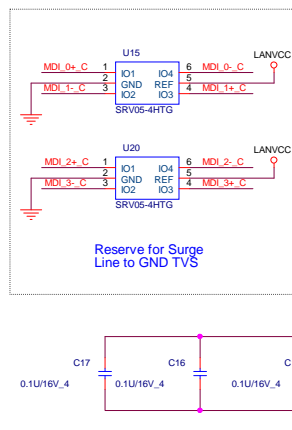 U15
LANVCC
MDI_0+_C 1 IO1 IO4 6 MDI_0-_C
2 GND REF 5
MDI_1-_C 3 IO2 IO3 4 MDI_1+_C
SRV05-4HTG
U20
LANVCC
MDI_2+_C 1 IO1 IO4 6 MDI_2-_C
2 GND REF 5
MDI_3-_C 3 IO2 IO3 4 MDI_3+_C
SRV05-4HTG
Reserve for Surge
Line to GND TVS
C17 C16 C
0.1U/16V_4 0.1U/16V_4 0.1U/16V_4